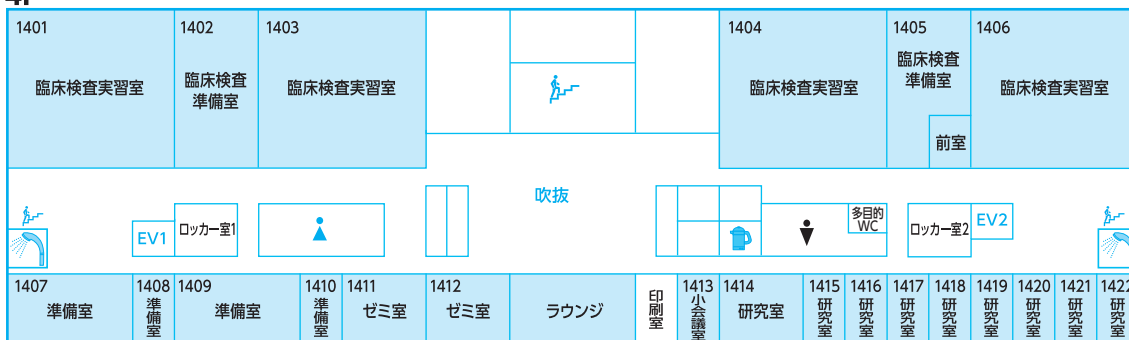 1401
臨床検査実習室
1402
臨床検査
準備室
1403
臨床検査実習室
1404
臨床検査実習室
1405
臨床検査
準備室
前室
1406
臨床検査実習室
吹抜
EV1
ロッカー室1
多目的
WC
ロッカー室2
EV2
1407
準備室
1408
準備室
1409
準備室
1410
準備室
1411
ゼミ室
1412
ゼミ室
ラウンジ
印刷室
1413
小会議室
1414
研究室
1415
研究室
1416
研究室
1417
研究室
1418
研究室
1419
研究室
1420
研究室
1421
研究室
1422
研究室